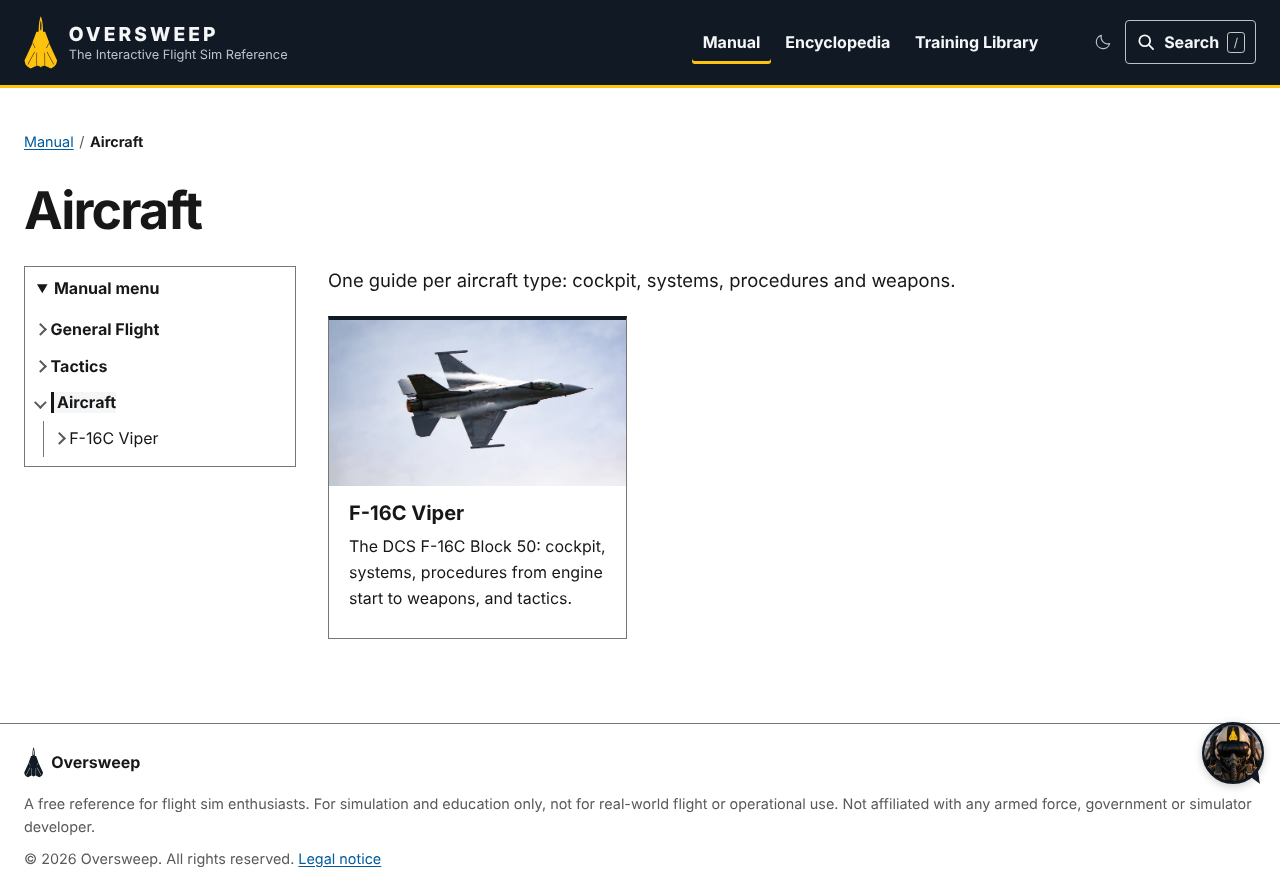 OVERSWEEP
The Interactive Flight Sim Reference
Manual
Encyclopedia
Training Library
Search /
Manual / Aircraft
Aircraft
Manual menu
General Flight
Tactics
Aircraft
F-16C Viper
One guide per aircraft type: cockpit, systems, procedures and weapons.
F-16C Viper
The DCS F-16C Block 50: cockpit,
systems, procedures from engine
start to weapons, and tactics.
Oversweep
A free reference for flight sim enthusiasts. For simulation and education only, not for real-world flight or operational use. Not affiliated with any armed force, government or simulator
developer.
© 2026 Oversweep. All rights reserved. Legal notice